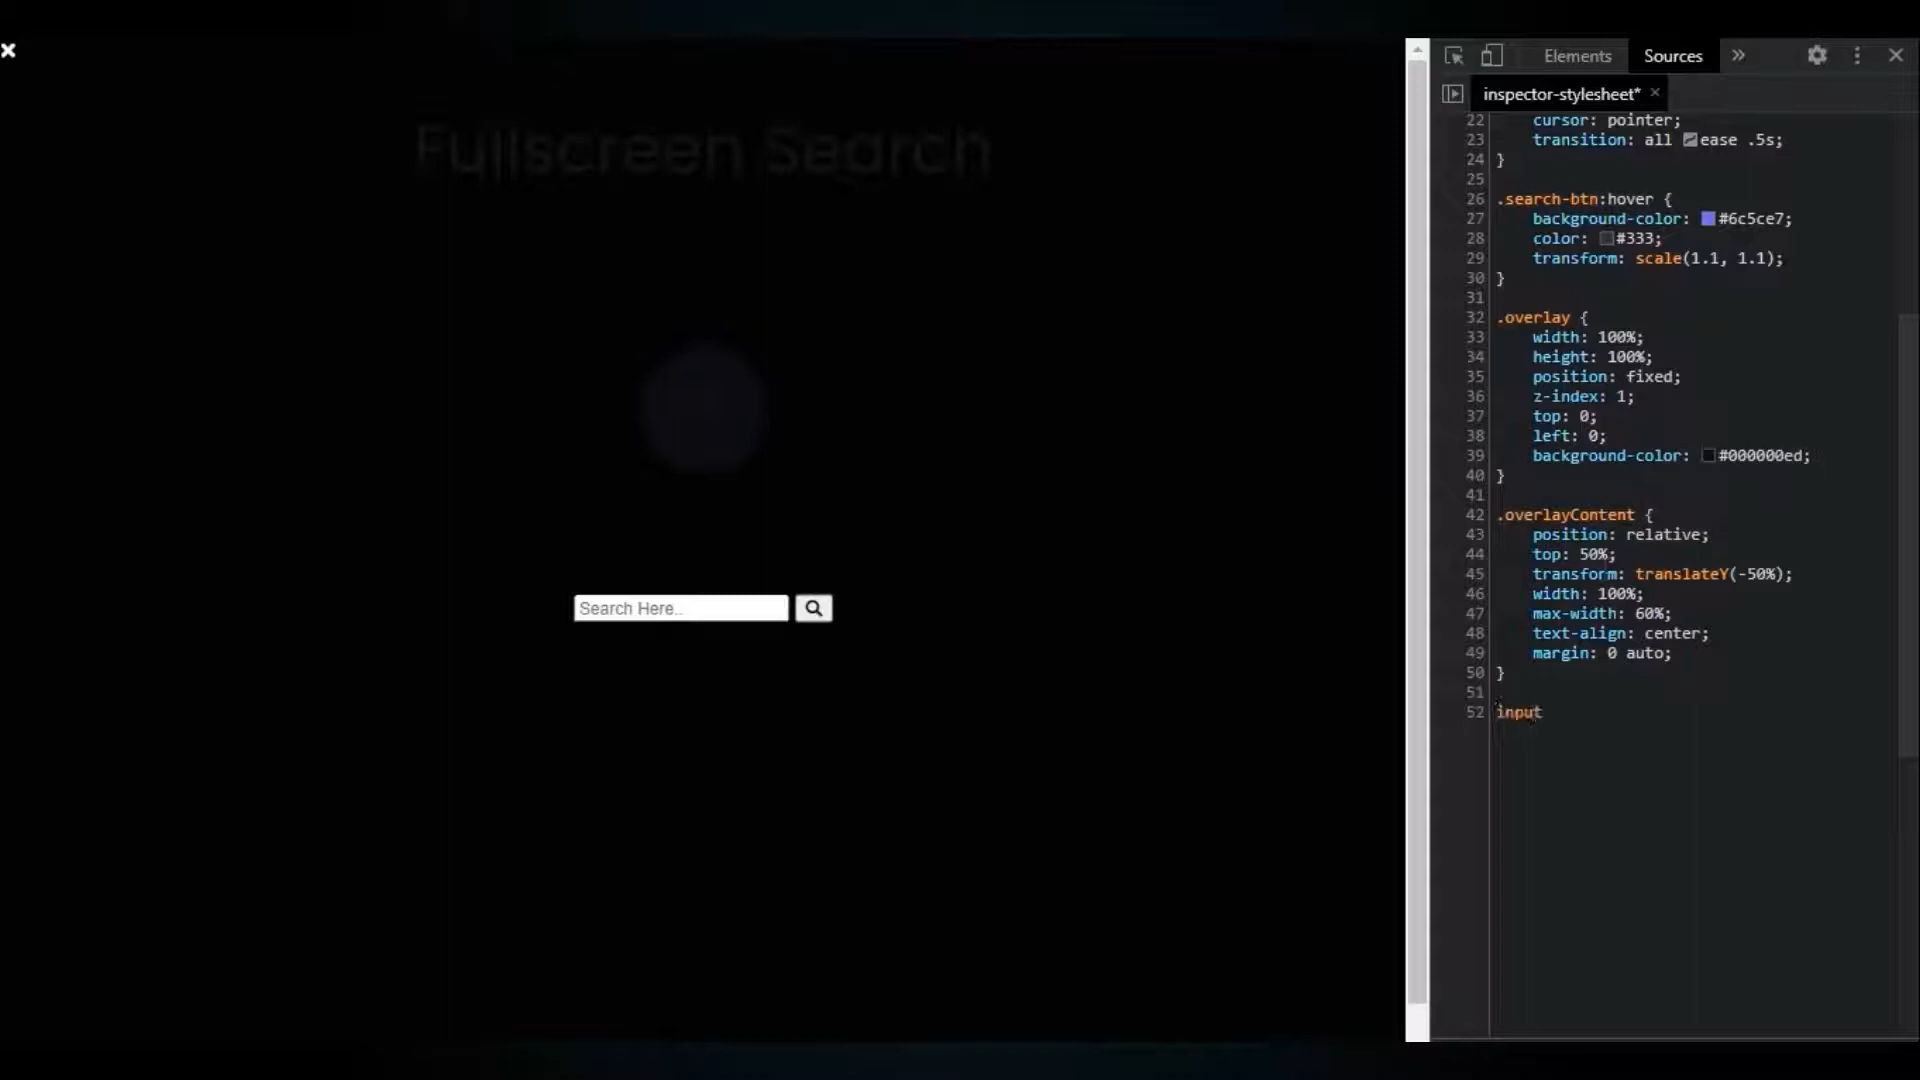 Fullscreen Search
Search Here..
Elements
Sources
inspector-stylesheet*
22 cursor: pointer;
23 transition: all ease .5s;
24 }
25
26 .search-btn:hover {
27 background-color: #6c5ce7;
28 color: #333;
29 transform: scale(1.1, 1.1);
30 }
31
32 .overlay {
33 width: 100%;
34 height: 100%;
35 position: fixed;
36 z-index: 1;
37 top: 0;
38 left: 0;
39 background-color: #000000ed;
40 }
41
42 .overlayContent {
43 position: relative;
44 top: 50%;
45 transform: translateY(-50%);
46 width: 100%;
47 max-width: 60%;
48 text-align: center;
49 margin: 0 auto;
50 }
51
52 input